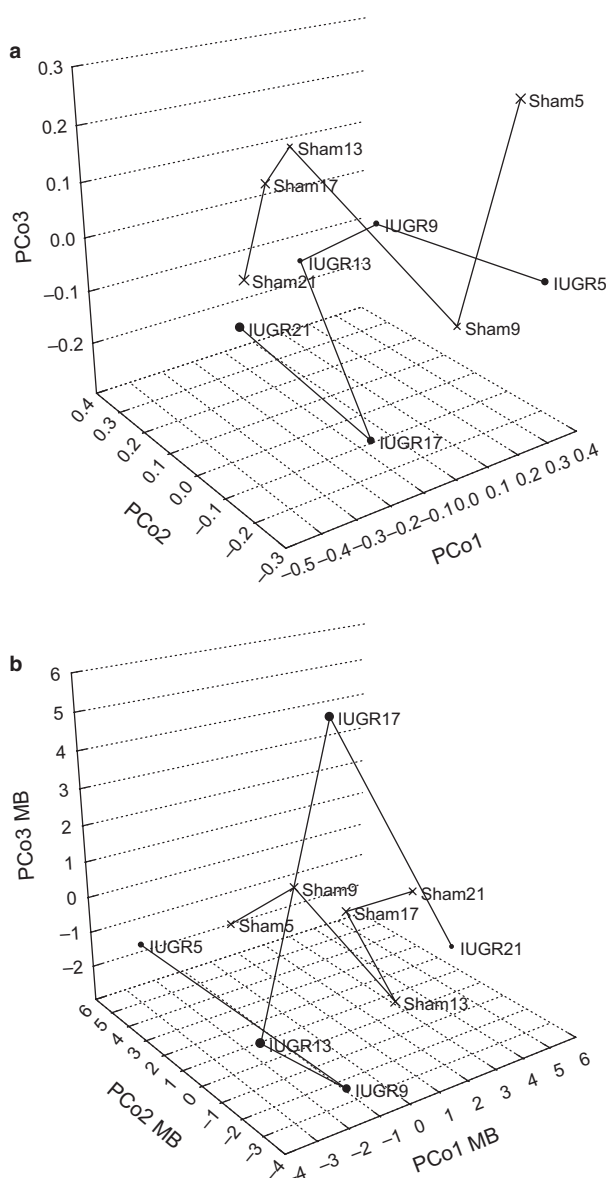 a
0.3
0.2
0.1
0.0
–0.1
–0.2
PCo3
Sham5
Sham13
Sham17
IUGR9
IUGR13
Sham21
IUGR5
IUGR21
Sham9
IUGR17
0.4
0.3
0.2
0.1
0.0
–0.1
–0.2
–0.3
PCo2
–0.5
–0.4
–0.3
–0.2
–0.1
0.0
0.1
0.2
0.3
0.4
PCo1
b
6
5
4
3
2
1
0
–1
–2
PCo3 MB
IUGR17
Sham9
Sham21
Sham17
Sham5
IUGR5
IUGR21
Sham13
IUGR13
IUGR9
6
5
4
3
2
1
0
–1
–2
–3
–4
PCo2 MB
–4
–3
–2
–1
0
1
2
3
4
5
6
PCo1 MB